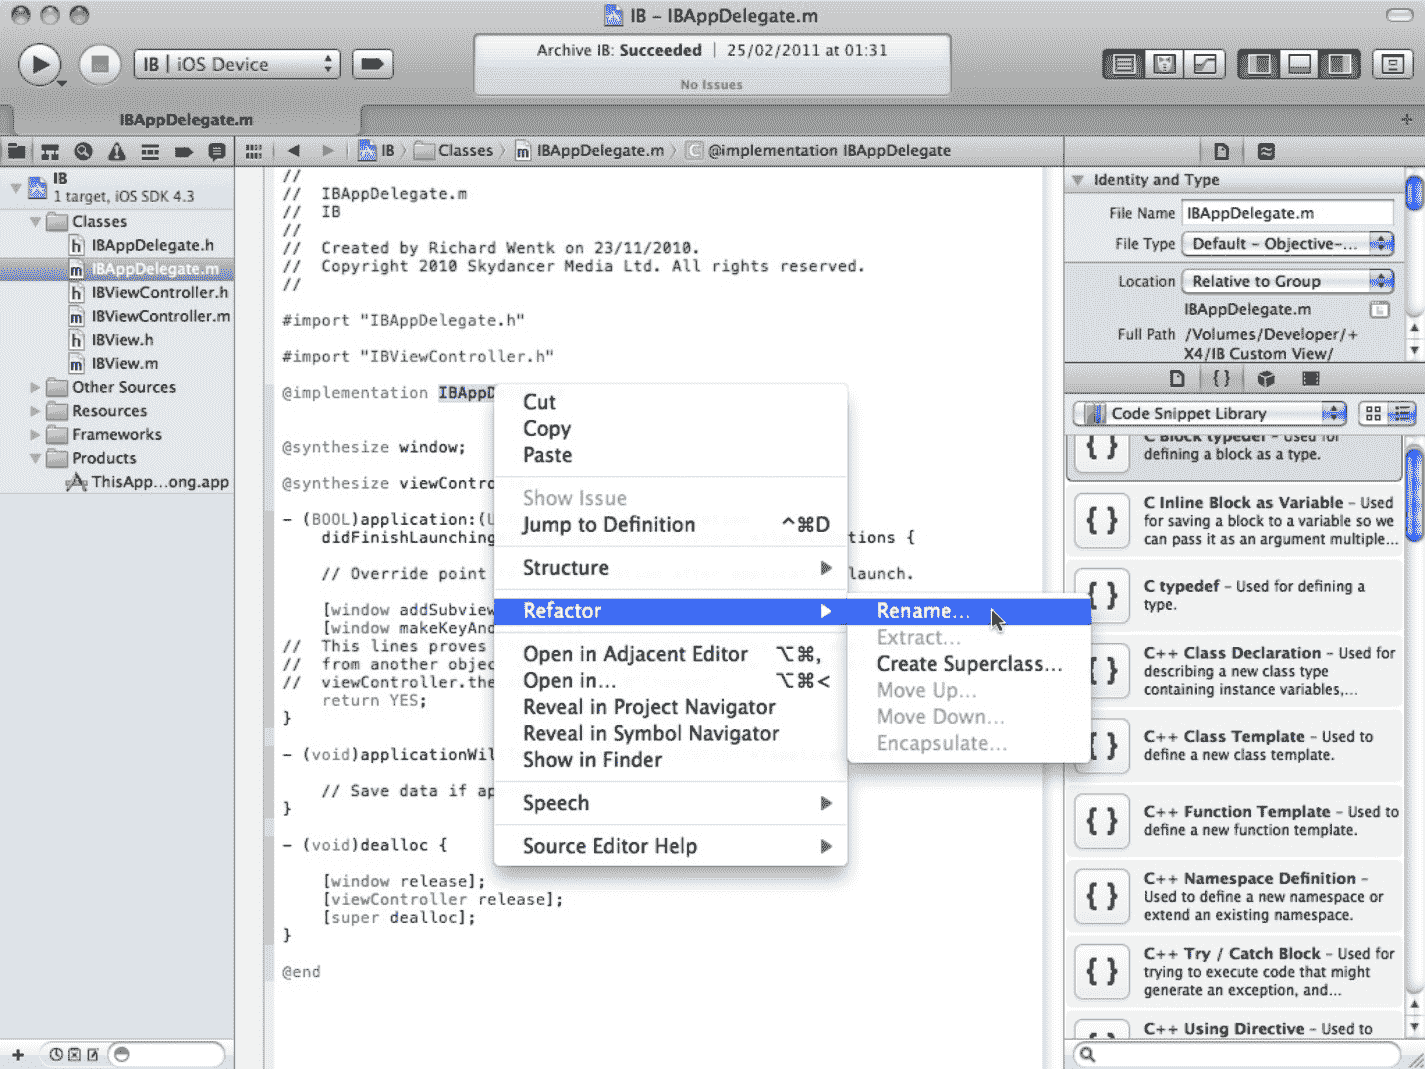 IB – IBAppDelegate.m
IB | iOS Device
Archive IB: Succeeded | 25/02/2011 at 01:31
No Issues
IBAppDelegate.m
IB
Classes
IBAppDelegate.m
@implementation IBAppDelegate
IB
1 target, iOS SDK 4.3
Classes
IBAppDelegate.h
IBAppDelegate.m
IBViewController.h
IBViewController.m
IBView.h
IBView.m
Other Sources
Resources
Frameworks
Products
ThisApp...ong.app
//
// IBAppDelegate.m
// IB
//
// Created by Richard Wentk on 23/11/2010.
// Copyright 2010 Skydancer Media Ltd. All rights reserved.
//
#import "IBAppDelegate.h"
#import "IBViewController.h"
@implementation IBAppD
@synthesize window;
@synthesize viewContro
- (BOOL)application:(U
didFinishLaunching tions {
// Override point launch.
[window addSubview
[window makeKeyAnd
// This lines proves
// from another objec
// viewController.the
return YES;
}
- (void)applicationWil
// Save data if ap
}
- (void)dealloc {
[window release];
[viewController release];
[super dealloc];
}
@end
Cut
Copy
Paste
Show Issue
Jump to Definition ^⌘D
Structure
Refactor
Open in Adjacent Editor ⌥⌘,
Open in... ⌥⌘<
Reveal in Project Navigator
Reveal in Symbol Navigator
Show in Finder
Speech
Source Editor Help
Rename...
Extract...
Create Superclass...
Move Up...
Move Down...
Encapsulate...
Identity and Type
File Name IBAppDelegate.m
File Type Default - Objective-...
Location Relative to Group
IBAppDelegate.m
Full Path /Volumes/Developer/+
X4/IB Custom View/
Code Snippet Library
C Block typedef – Used for
defining a block as a type.
C Inline Block as Variable – Used
for saving a block to a variable so we
can pass it as an argument multiple...
C typedef – Used for defining a
type.
C++ Class Declaration – Used for
describing a new class type
containing instance variables,...
C++ Class Template – Used to
define a new class template.
C++ Function Template – Used to
define a new function template.
C++ Namespace Definition –
Used to define a new namespace or
extend an existing namespace.
C++ Try / Catch Block – Used for
trying to execute code that might
generate an exception, and...
C++ Using Directive – Used to